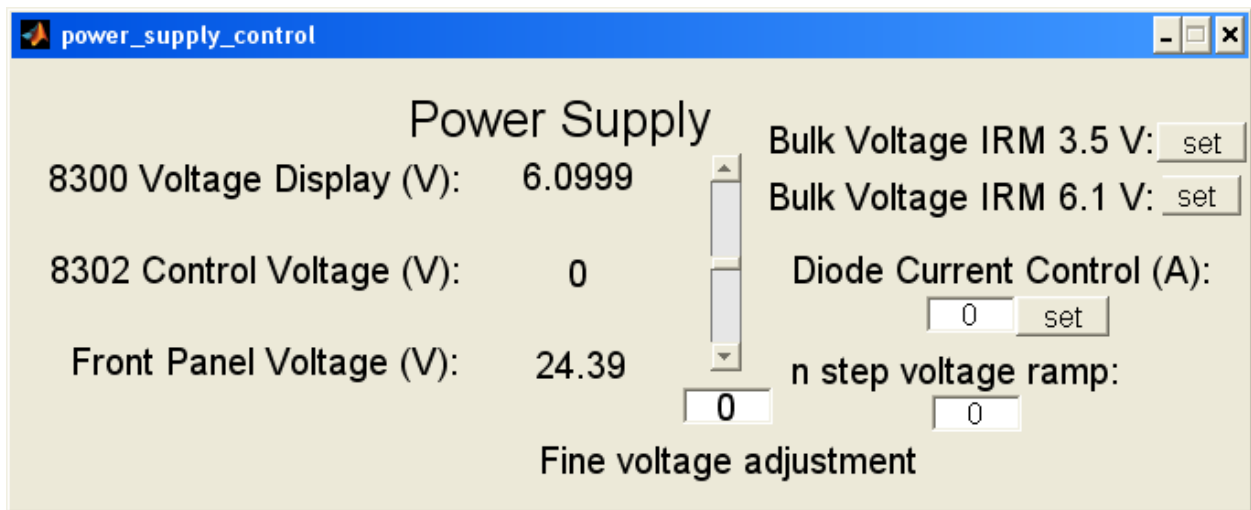 power_supply_control
Power Supply
8300 Voltage Display (V): 6.0999
8302 Control Voltage (V): 0
Front Panel Voltage (V): 24.39
0
Fine voltage adjustment
Bulk Voltage IRM 3.5 V: set
Bulk Voltage IRM 6.1 V: set
Diode Current Control (A):
0 set
n step voltage ramp:
0